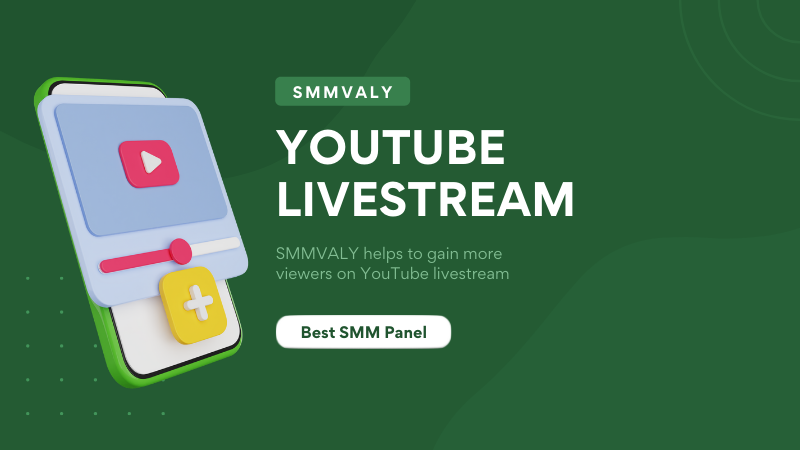 SMMVALY
YOUTUBE
LIVESTREAM
SMMVALY helps to gain more
viewers on YouTube livestream
Best SMM Panel